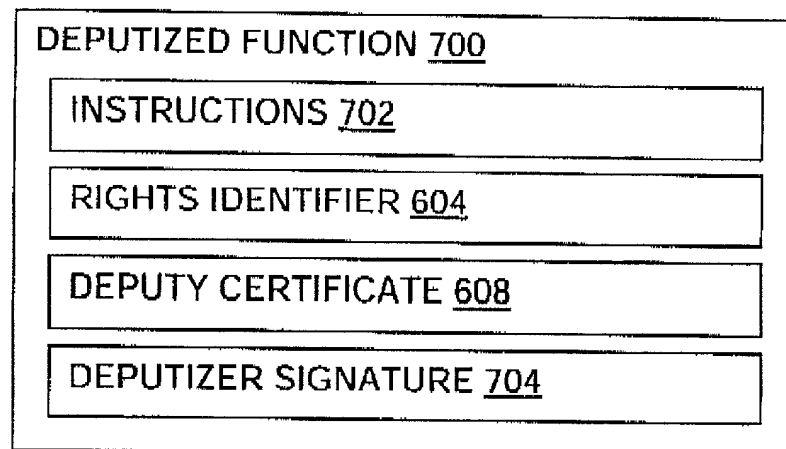 DEPUTIZED FUNCTION 700
INSTRUCTIONS 702
RIGHTS IDENTIFIER 604
DEPUTY CERTIFICATE 608
DEPUTIZER SIGNATURE 704